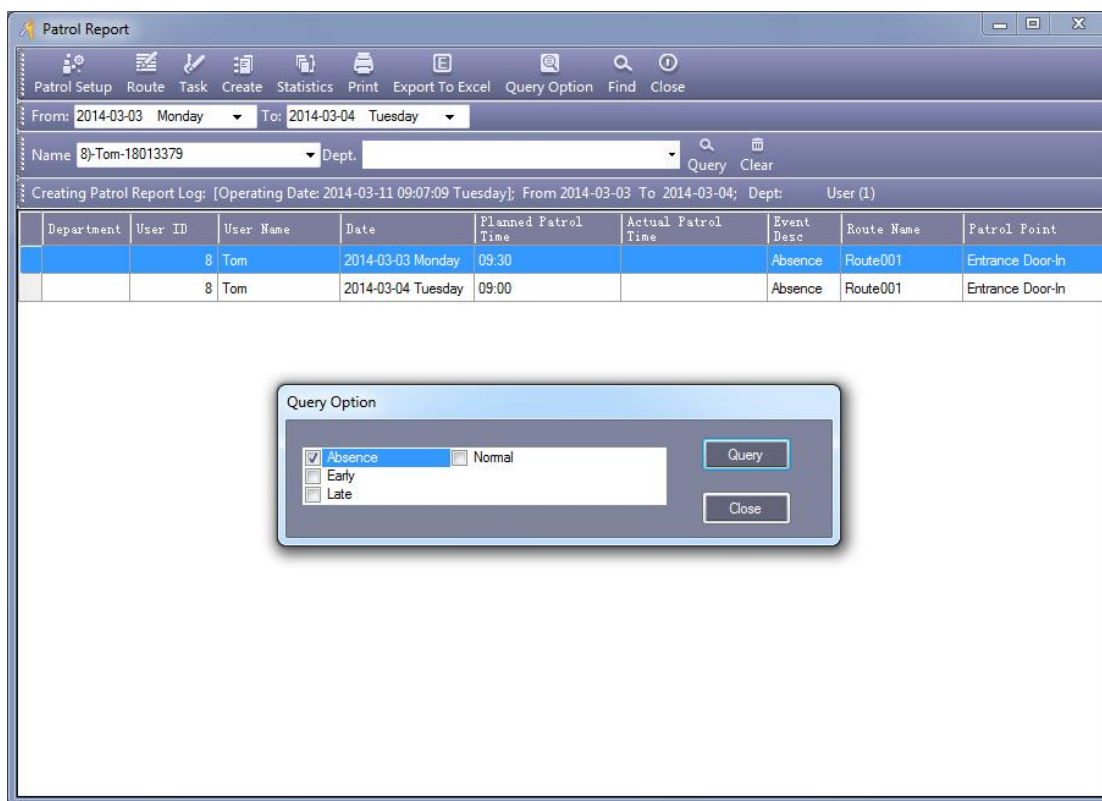 Patrol Report
Patrol Setup Route Task Create Statistics Print Export To Excel Query Option Find Close
From: 2014-03-03 Monday To: 2014-03-04 Tuesday
Name 8)-Tom-18013379 Dept. Query Clear
Creating Patrol Report Log: [Operating Date: 2014-03-11 09:07:09 Tuesday]; From 2014-03-03 To 2014-03-04; Dept: User (1)
Department User ID User Name Date Planned Patrol Time Actual Patrol Time Event Desc Route Name Patrol Point
8 Tom 2014-03-03 Monday 09:30 Absence Route001 Entrance Door-In
8 Tom 2014-03-04 Tuesday 09:00 Absence Route001 Entrance Door-In
Query Option
Absence Normal Query
Early
Late Close